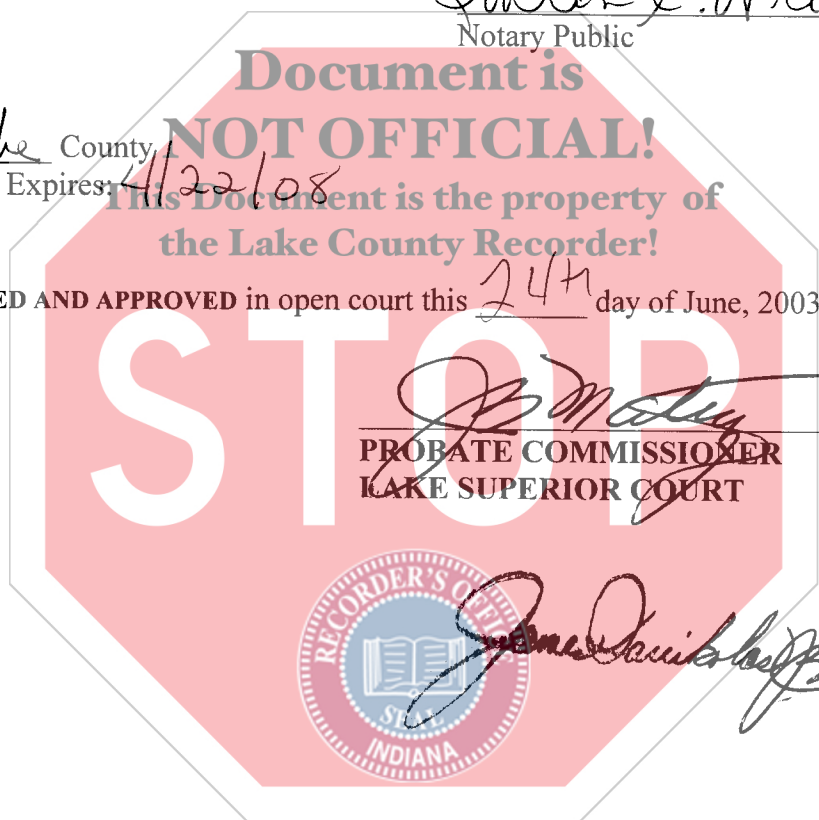 Notary Public
Document is
NOT OFFICIAL!
County
Expires: 4/22/08
This Document is the property of
the Lake County Recorder!
ED AND APPROVED in open court this 24th day of June, 2003
STOP
PROBATE COMMISSIONER
LAKE SUPERIOR COURT
RECORDER'S OFFICE
SEAL
INDIANA